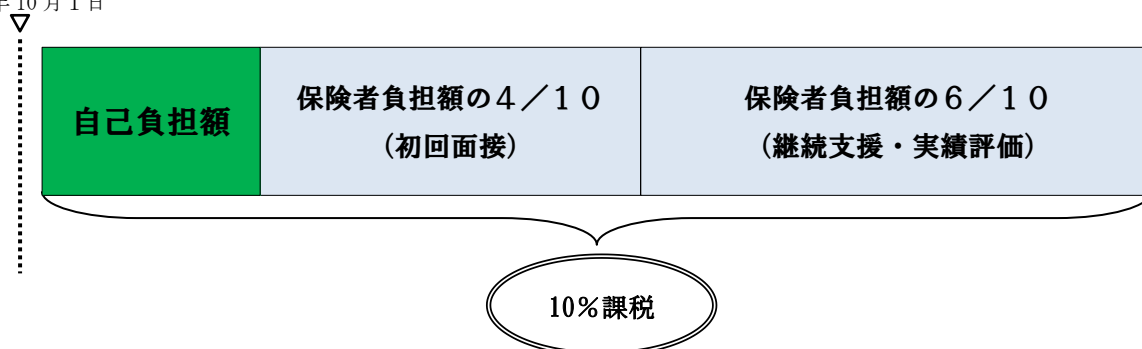 年 10 月 1 日
自己負担額
保険者負担額の４／１０
（初回面接）
保険者負担額の６／１０
（継続支援・実績評価）
10％課税